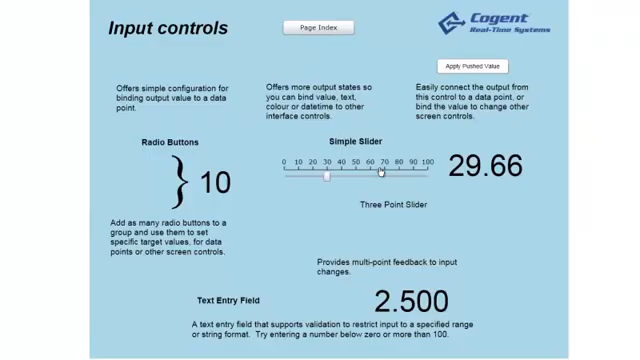 Input controls
Page Index
Cogent
Real-Time Systems
Apply Pushed Value
Offers simple configuration for
binding output value to a data
point.
Offers more output states so
you can bind value, text,
colour or datetime to other
interface controls.
Easily connect the output from
this control to a data point, or
bind the value to change other
screen controls.
Radio Buttons
} 10
Simple Slider
0 10 20 30 40 50 60 70 80 90 100
29.66
Three Point Slider
Add as many radio buttons to a
group and use them to set
specific target values, for data
points or other screen controls.
Provides multi-point feedback to input
changes.
Text Entry Field
2.500
A text entry field that supports validation to restrict input to a specified range
or string format. Try entering a number below zero or more than 100.